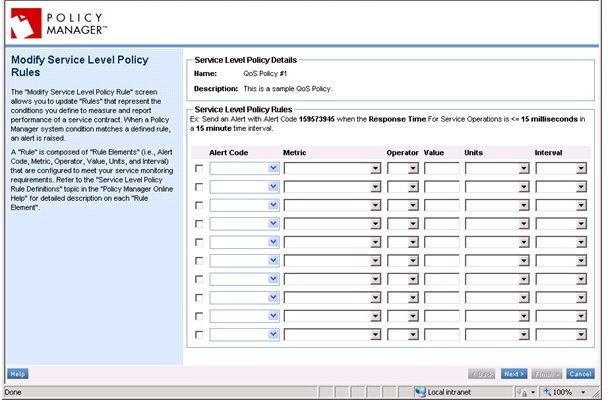 POLICY
MANAGER™
Modify Service Level Policy
Rules
The "Modify Service Level Policy Rule" screen
allows you to update "Rules" that represent the
conditions you define to measure and report
performance of a service contract. When a Policy
Manager system condition matches a defined rule,
an alert is raised.
A "Rule" is composed of "Rule Elements" (i.e., Alert
Code, Metric, Operator, Value, Units, and Interval)
that are configured to meet your service monitoring
requirements. Refer to the "Service Level Policy
Rule Definitions" topic in the "Policy Manager Online
Help" for detailed description on each "Rule
Element".
Service Level Policy Details
Name: QoS Policy #1
Description: This is a sample QoS Policy.
Service Level Policy Rules
Ex: Send an Alert with Alert Code 159573945 when the Response Time For Service Operations is <= 15 milliseconds in
a 15 minute time interval.
Alert Code Metric Operator Value Units Interval
Help < Back Next > Finish Cancel
Done Local intranet 100%